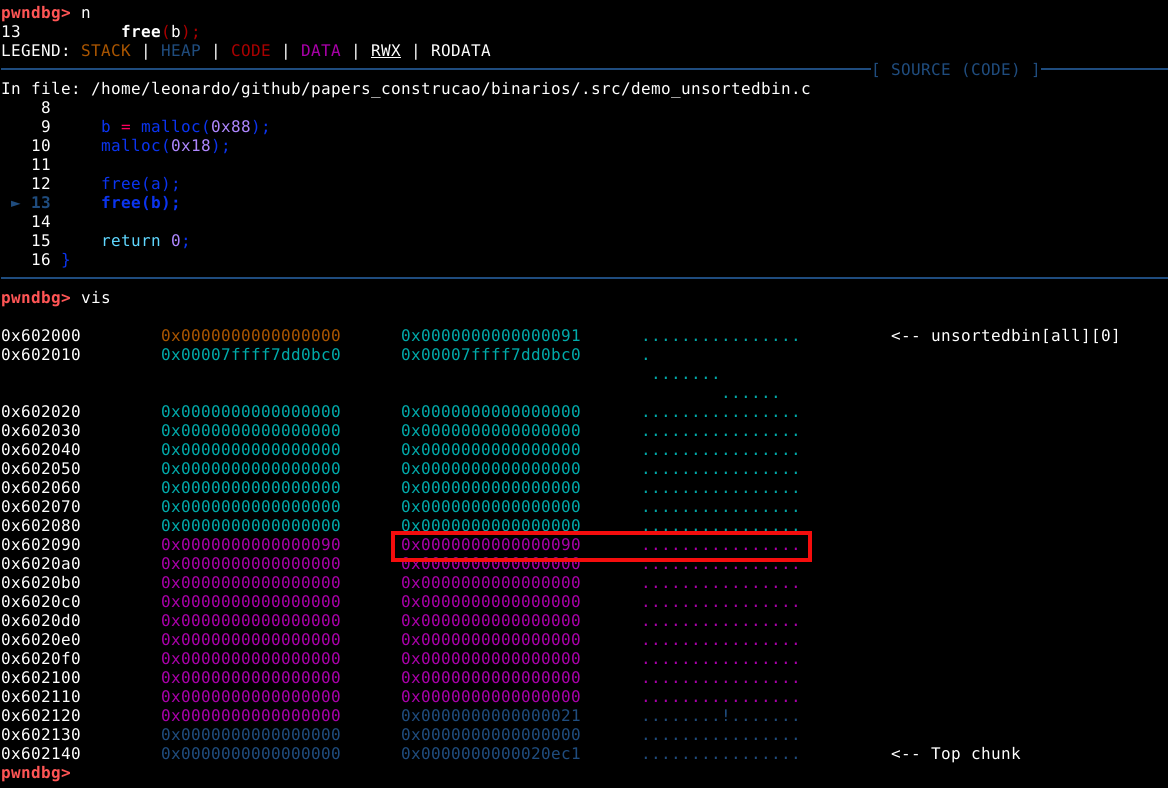 pwndbg> n
13          free(b);
LEGEND: STACK | HEAP | CODE | DATA | RWX | RODATA
[ SOURCE (CODE) ]
In file: /home/leonardo/github/papers_construcao/binarios/.src/demo_unsortedbin.c
8
9     b = malloc(0x88);
10     malloc(0x18);
11
12     free(a);
► 13     free(b);
14
15     return 0;
16 }
pwndbg> vis
0x602000        0x0000000000000000      0x0000000000000091      ................         <-- unsortedbin[all][0]
0x602010        0x00007ffff7dd0bc0      0x00007ffff7dd0bc0      .
.......
......
0x602020        0x0000000000000000      0x0000000000000000      ................
0x602030        0x0000000000000000      0x0000000000000000      ................
0x602040        0x0000000000000000      0x0000000000000000      ................
0x602050        0x0000000000000000      0x0000000000000000      ................
0x602060        0x0000000000000000      0x0000000000000000      ................
0x602070        0x0000000000000000      0x0000000000000000      ................
0x602080        0x0000000000000000      0x0000000000000000      ................
0x602090        0x0000000000000090      0x0000000000000090      ................
0x6020a0        0x0000000000000000      0x0000000000000000      ................
0x6020b0        0x0000000000000000      0x0000000000000000      ................
0x6020c0        0x0000000000000000      0x0000000000000000      ................
0x6020d0        0x0000000000000000      0x0000000000000000      ................
0x6020e0        0x0000000000000000      0x0000000000000000      ................
0x6020f0        0x0000000000000000      0x0000000000000000      ................
0x602100        0x0000000000000000      0x0000000000000000      ................
0x602110        0x0000000000000000      0x0000000000000000      ................
0x602120        0x0000000000000000      0x0000000000000021      ........!.......
0x602130        0x0000000000000000      0x0000000000000000      ................
0x602140        0x0000000000000000      0x0000000000020ec1      ................         <-- Top chunk
pwndbg>